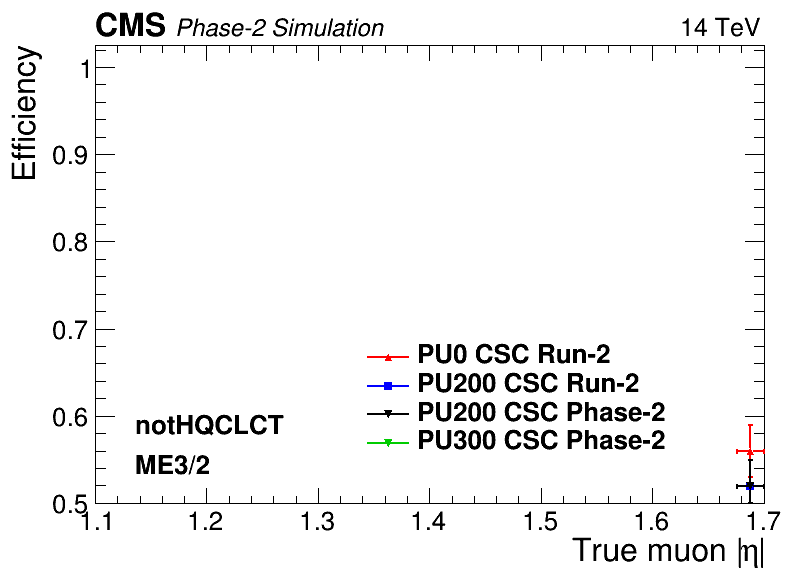 CMS Phase-2 Simulation 14 TeV
Efficiency
1
0.9
0.8
0.7
0.6
0.5
PU0 CSC Run-2
PU200 CSC Run-2
PU200 CSC Phase-2
PU300 CSC Phase-2
notHQCLCT
ME3/2
1.1 1.2 1.3 1.4 1.5 1.6 1.7
True muon |η|